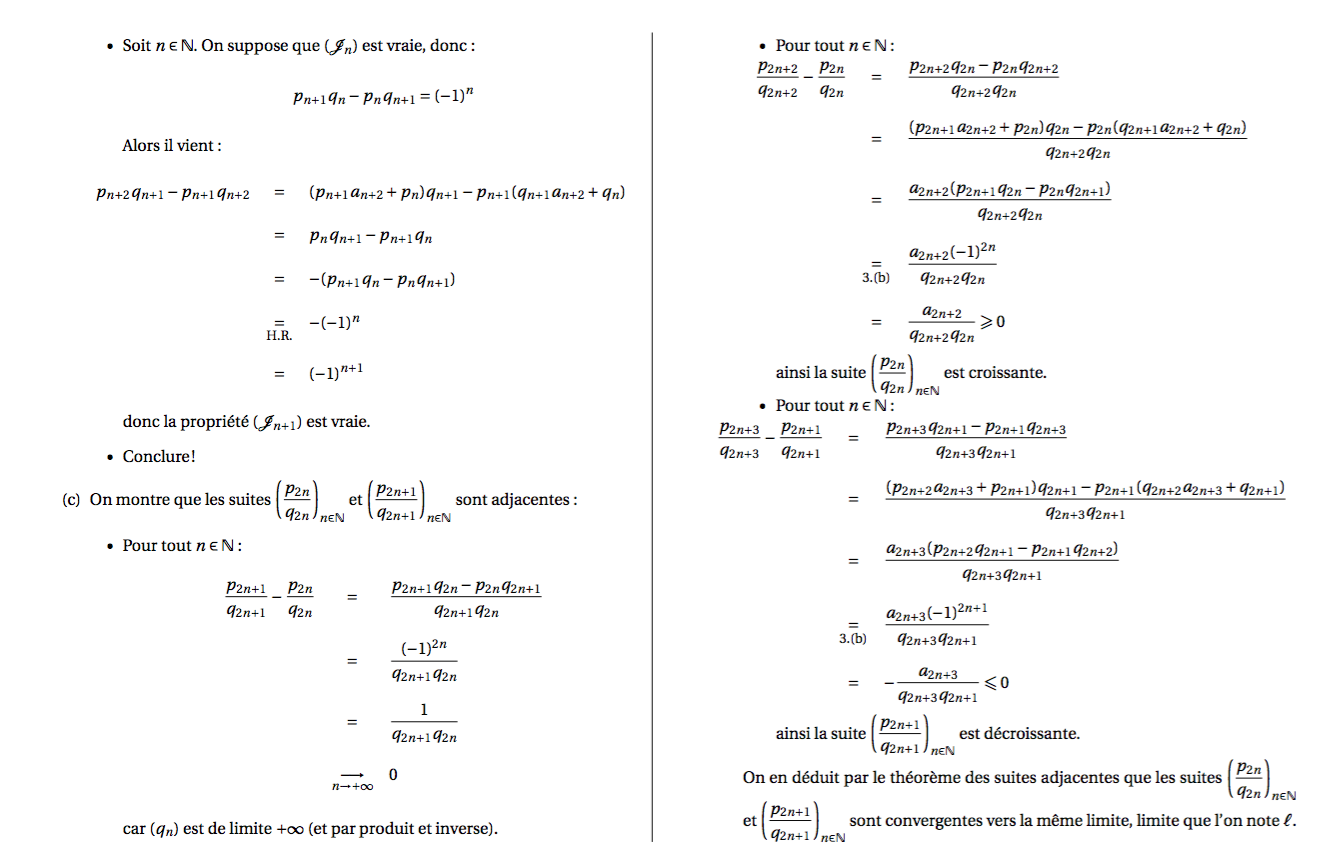 • Soit $n \in \mathbb{N}$. On suppose que $(\mathscr{I}_n)$ est vraie, donc :
$p_{n+1}q_n - p_nq_{n+1} = (-1)^n$
Alors il vient :
$p_{n+2}q_{n+1} - p_{n+1}q_{n+2} = (p_{n+1}a_{n+2} + p_n)q_{n+1} - p_{n+1}(q_{n+1}a_{n+2} + q_n)$
$= p_nq_{n+1} - p_{n+1}q_n$
$= -(p_{n+1}q_n - p_nq_{n+1})$
$\underset{\text{H.R.}}{=} -(-1)^n$
$= (-1)^{n+1}$
donc la propriété $(\mathscr{I}_{n+1})$ est vraie.
• Conclure!
(c) On montre que les suites $\left(\frac{p_{2n}}{q_{2n}}\right)_{n\in\mathbb{N}}$ et $\left(\frac{p_{2n+1}}{q_{2n+1}}\right)_{n\in\mathbb{N}}$ sont adjacentes :
• Pour tout $n \in \mathbb{N}$ :
$\frac{p_{2n+1}}{q_{2n+1}} - \frac{p_{2n}}{q_{2n}} = \frac{p_{2n+1}q_{2n} - p_{2n}q_{2n+1}}{q_{2n+1}q_{2n}}$
$= \frac{(-1)^{2n}}{q_{2n+1}q_{2n}}$
$= \frac{1}{q_{2n+1}q_{2n}}$
$\underset{n\to+\infty}{\longrightarrow} 0$
car $(q_n)$ est de limite $+\infty$ (et par produit et inverse).
• Pour tout $n \in \mathbb{N}$ :
$\frac{p_{2n+2}}{q_{2n+2}} - \frac{p_{2n}}{q_{2n}} = \frac{p_{2n+2}q_{2n} - p_{2n}q_{2n+2}}{q_{2n+2}q_{2n}}$
$= \frac{(p_{2n+1}a_{2n+2} + p_{2n})q_{2n} - p_{2n}(q_{2n+1}a_{2n+2} + q_{2n})}{q_{2n+2}q_{2n}}$
$= \frac{a_{2n+2}(p_{2n+1}q_{2n} - p_{2n}q_{2n+1})}{q_{2n+2}q_{2n}}$
$\underset{\text{3.(b)}}{=} \frac{a_{2n+2}(-1)^{2n}}{q_{2n+2}q_{2n}}$
$= \frac{a_{2n+2}}{q_{2n+2}q_{2n}} \geqslant 0$
ainsi la suite $\left(\frac{p_{2n}}{q_{2n}}\right)_{n\in\mathbb{N}}$ est croissante.
• Pour tout $n \in \mathbb{N}$ :
$\frac{p_{2n+3}}{q_{2n+3}} - \frac{p_{2n+1}}{q_{2n+1}} = \frac{p_{2n+3}q_{2n+1} - p_{2n+1}q_{2n+3}}{q_{2n+3}q_{2n+1}}$
$= \frac{(p_{2n+2}a_{2n+3} + p_{2n+1})q_{2n+1} - p_{2n+1}(q_{2n+2}a_{2n+3} + q_{2n+1})}{q_{2n+3}q_{2n+1}}$
$= \frac{a_{2n+3}(p_{2n+2}q_{2n+1} - p_{2n+1}q_{2n+2})}{q_{2n+3}q_{2n+1}}$
$\underset{\text{3.(b)}}{=} \frac{a_{2n+3}(-1)^{2n+1}}{q_{2n+3}q_{2n+1}}$
$= -\frac{a_{2n+3}}{q_{2n+3}q_{2n+1}} \leqslant 0$
ainsi la suite $\left(\frac{p_{2n+1}}{q_{2n+1}}\right)_{n\in\mathbb{N}}$ est décroissante.
On en déduit par le théorème des suites adjacentes que les suites $\left(\frac{p_{2n}}{q_{2n}}\right)_{n\in\mathbb{N}}$
et $\left(\frac{p_{2n+1}}{q_{2n+1}}\right)_{n\in\mathbb{N}}$ sont convergentes vers la même limite, limite que l'on note $\ell$.